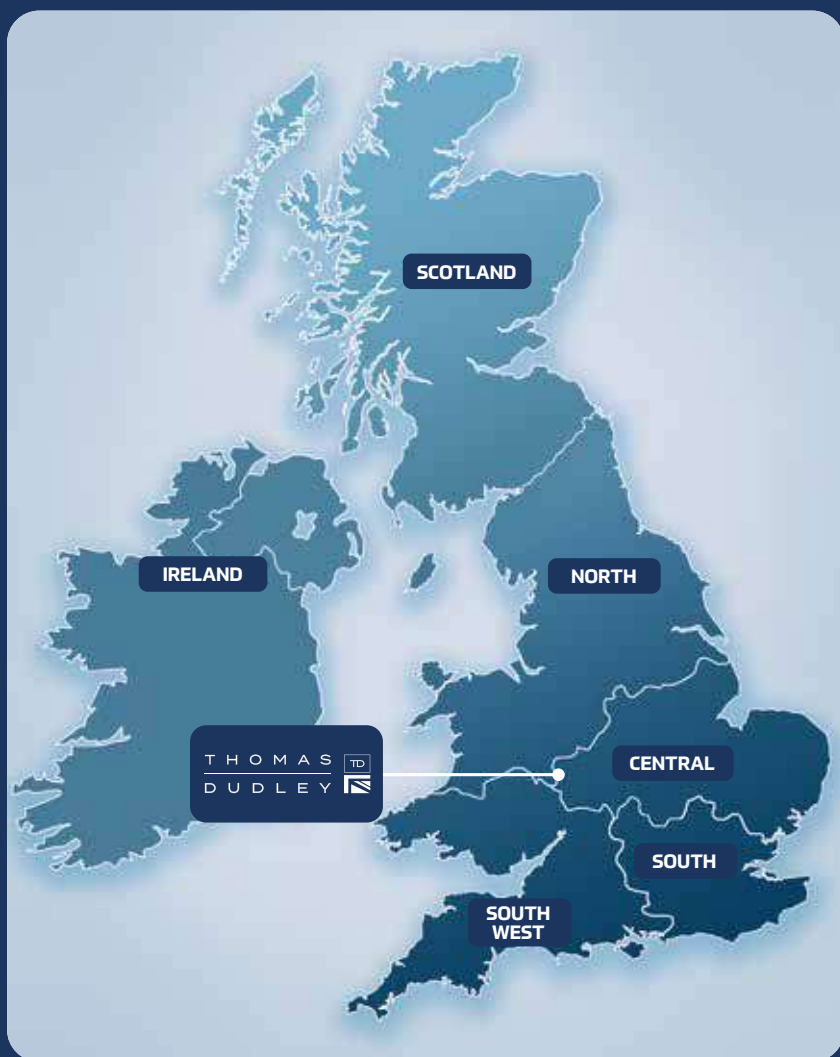 SCOTLAND
IRELAND
NORTH
THOMAS TD
DUDLEY
CENTRAL
SOUTH
SOUTH
WEST